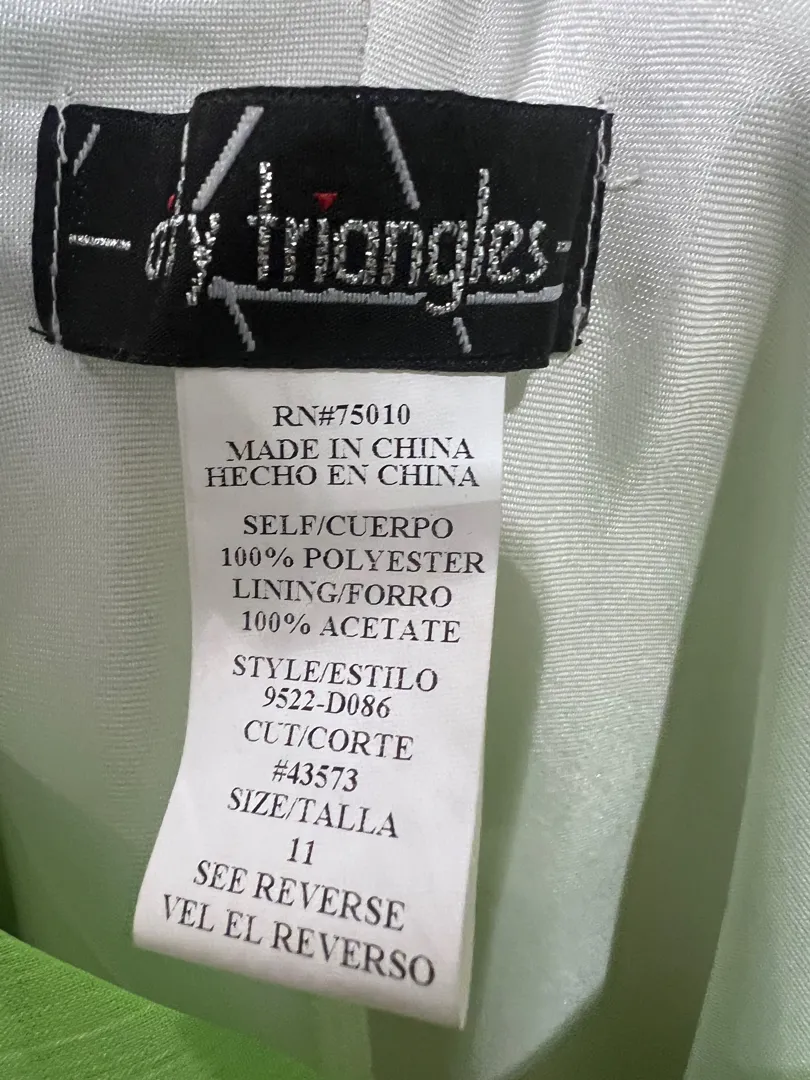 triangles
RN#75010
MADE IN CHINA
HECHO EN CHINA
SELF/CUERPO
100% POLYESTER
LINING/FORRO
100% ACETATE
STYLE/ESTILO
9522-D086
CUT/CORTE
#43573
SIZE/TALLA
11
SEE REVERSE
VEL EL REVERSO